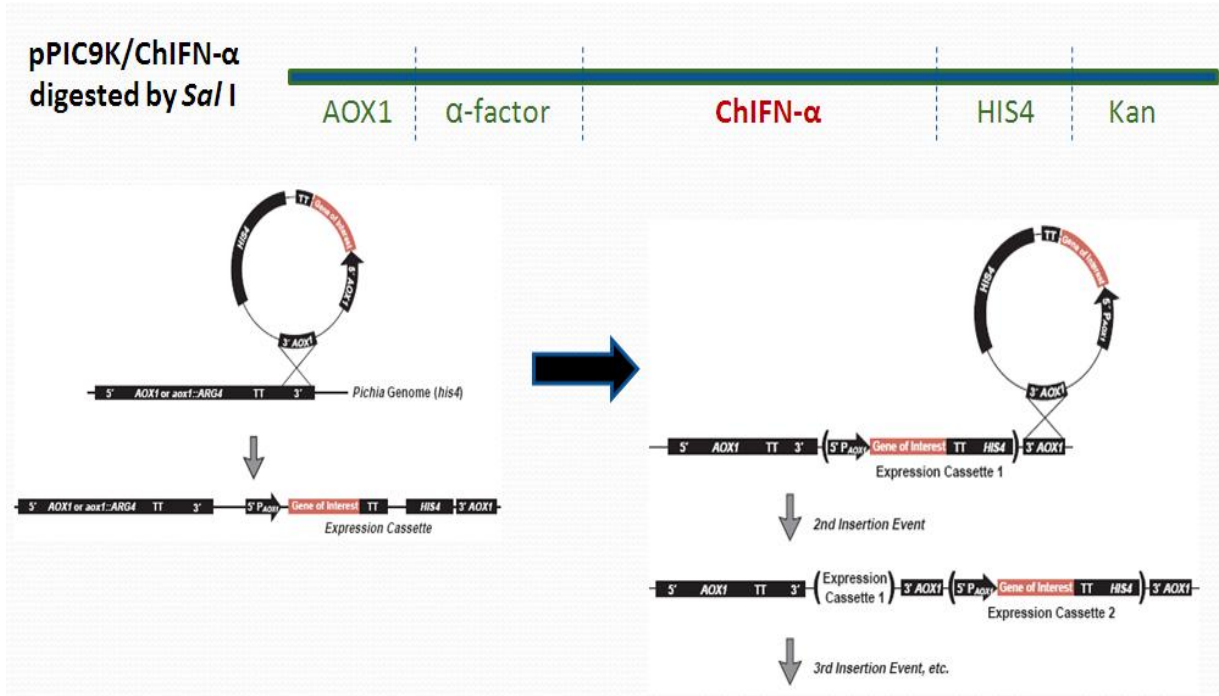 pPIC9K/ChIFN-α
digested by Sal I
AOX1
α-factor
ChIFN-α
HIS4
Kan
TT
Gene of Interest
HIS4
5' AOX1
3' AOX1
5' AOX1 or aox1::ARG4 TT 3'
Pichia Genome (his4)
5' AOX1 or aox1::ARG4 TT 3' 5' PAOX1 Gene of Interest TT HIS4 3' AOX1
Expression Cassette
TT
Gene of Interest
HIS4
5' PAOX1
3' AOX1
5' AOX1 TT 3' ( 5' PAOX1 Gene of Interest TT HIS4 ) 3' AOX1
Expression Cassette 1
2nd Insertion Event
5' AOX1 TT 3' ( Expression Cassette 1 ) 3' AOX1 ( 5' PAOX1 Gene of Interest TT HIS4 ) 3' AOX1
Expression Cassette 2
3rd Insertion Event, etc.